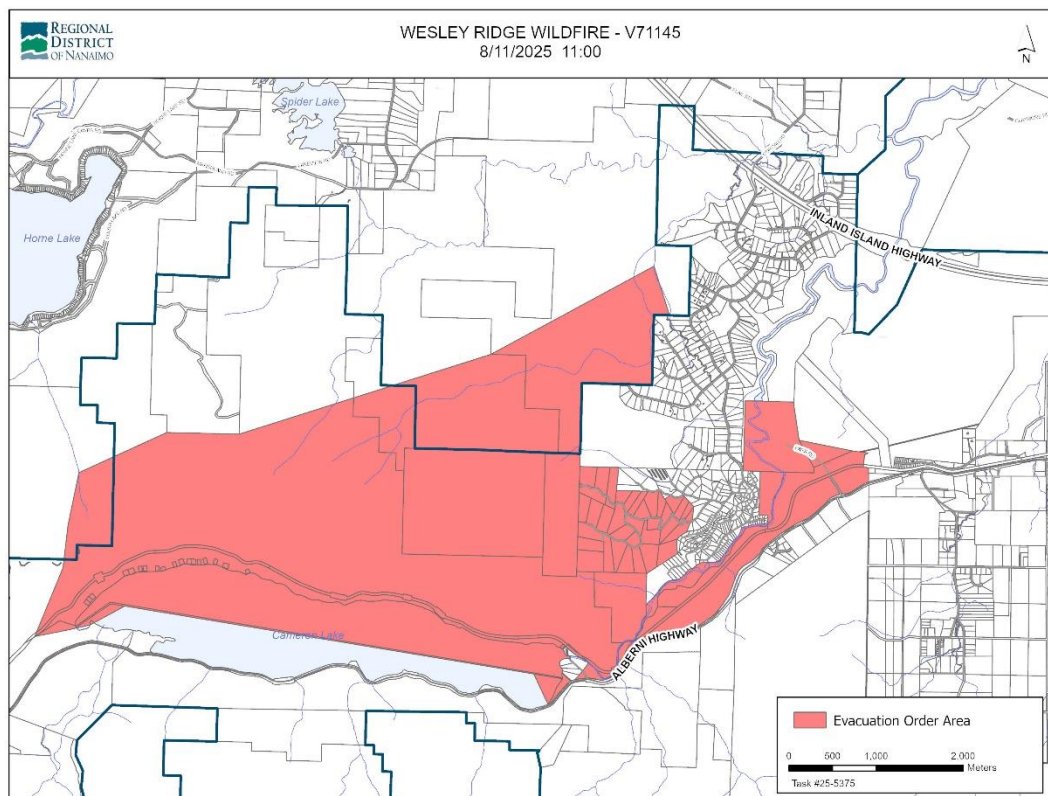 REGIONAL
DISTRICT
OF NANAIMO
WESLEY RIDGE WILDFIRE - V71145
8/11/2025 11:00
N
Spider Lake
Horne Lake
INLAND ISLAND HIGHWAY
Cameron Lake
ALBERNI HIGHWAY
Evacuation Order Area
0 500 1,000 2,000
Meters
Task #25-5375